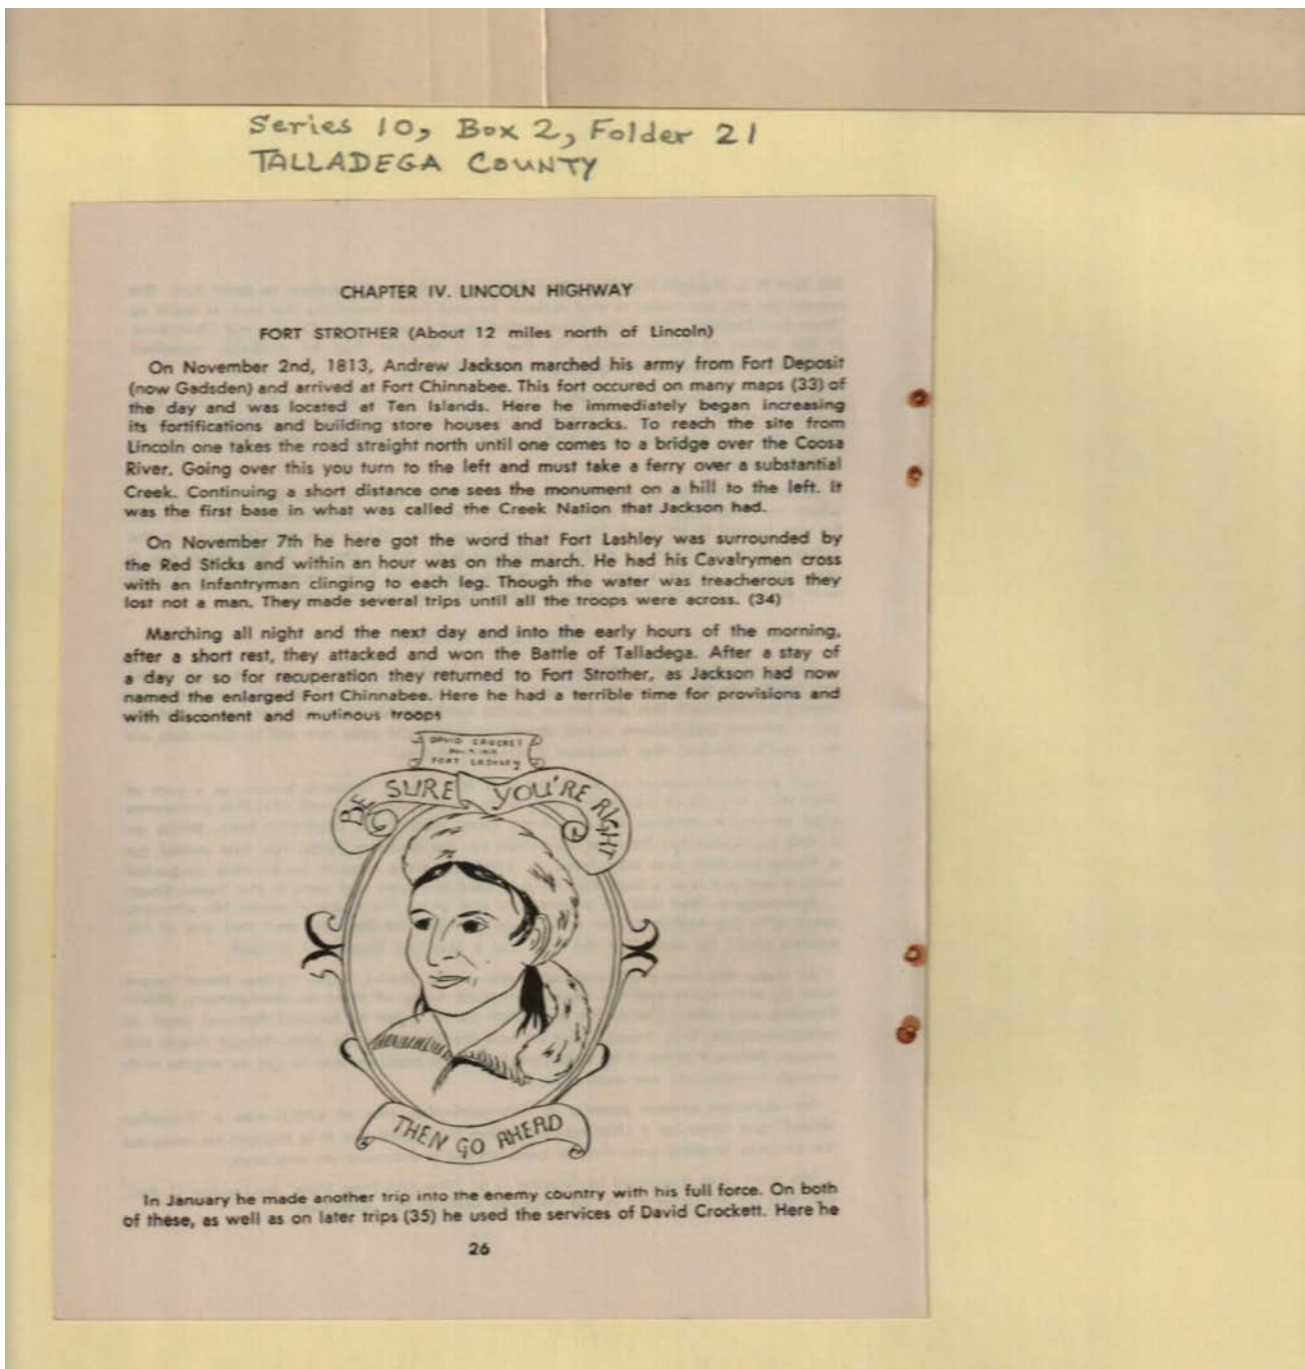 Series 10, Box 2, Folder 21
TALLADEGA COUNTY
CHAPTER IV. LINCOLN HIGHWAY
FORT STROTHER (About 12 miles north of Lincoln)
On November 2nd, 1813, Andrew Jackson marched his army from Fort Deposit
(now Gadsden) and arrived at Fort Chinnabee. This fort occured on many maps (33) of
the day and was located at Ten Islands. Here he immediately began increasing
its fortifications and building store houses and barracks. To reach the site from
Lincoln one takes the road straight north until one comes to a bridge over the Coosa
River. Going over this you turn to the left and must take a ferry over a substantial
Creek. Continuing a short distance one sees the monument on a hill to the left. It
was the first base in what was called the Creek Nation that Jackson had.
On November 7th he here got the word that Fort Lashley was surrounded by
the Red Sticks and within an hour was on the march. He had his Cavalrymen cross
with an Infantryman clinging to each leg. Though the water was treacherous they
lost not a man. They made several trips until all the troops were across. (34)
Marching all night and the next day and into the early hours of the morning,
after a short rest, they attacked and won the Battle of Talladega. After a stay of
a day or so for recuperation they returned to Fort Strother, as Jackson had now
named the enlarged Fort Chinnabee. Here he had a terrible time for provisions and
with discontent and mutinous troops
DAVID CROCKET
FORT LASHLEY
BE SURE YOU'RE RIGHT
THEN GO AHEAD
In January he made another trip into the enemy country with his full force. On both
of these, as well as on later trips (35) he used the services of David Crockett. Here he
26